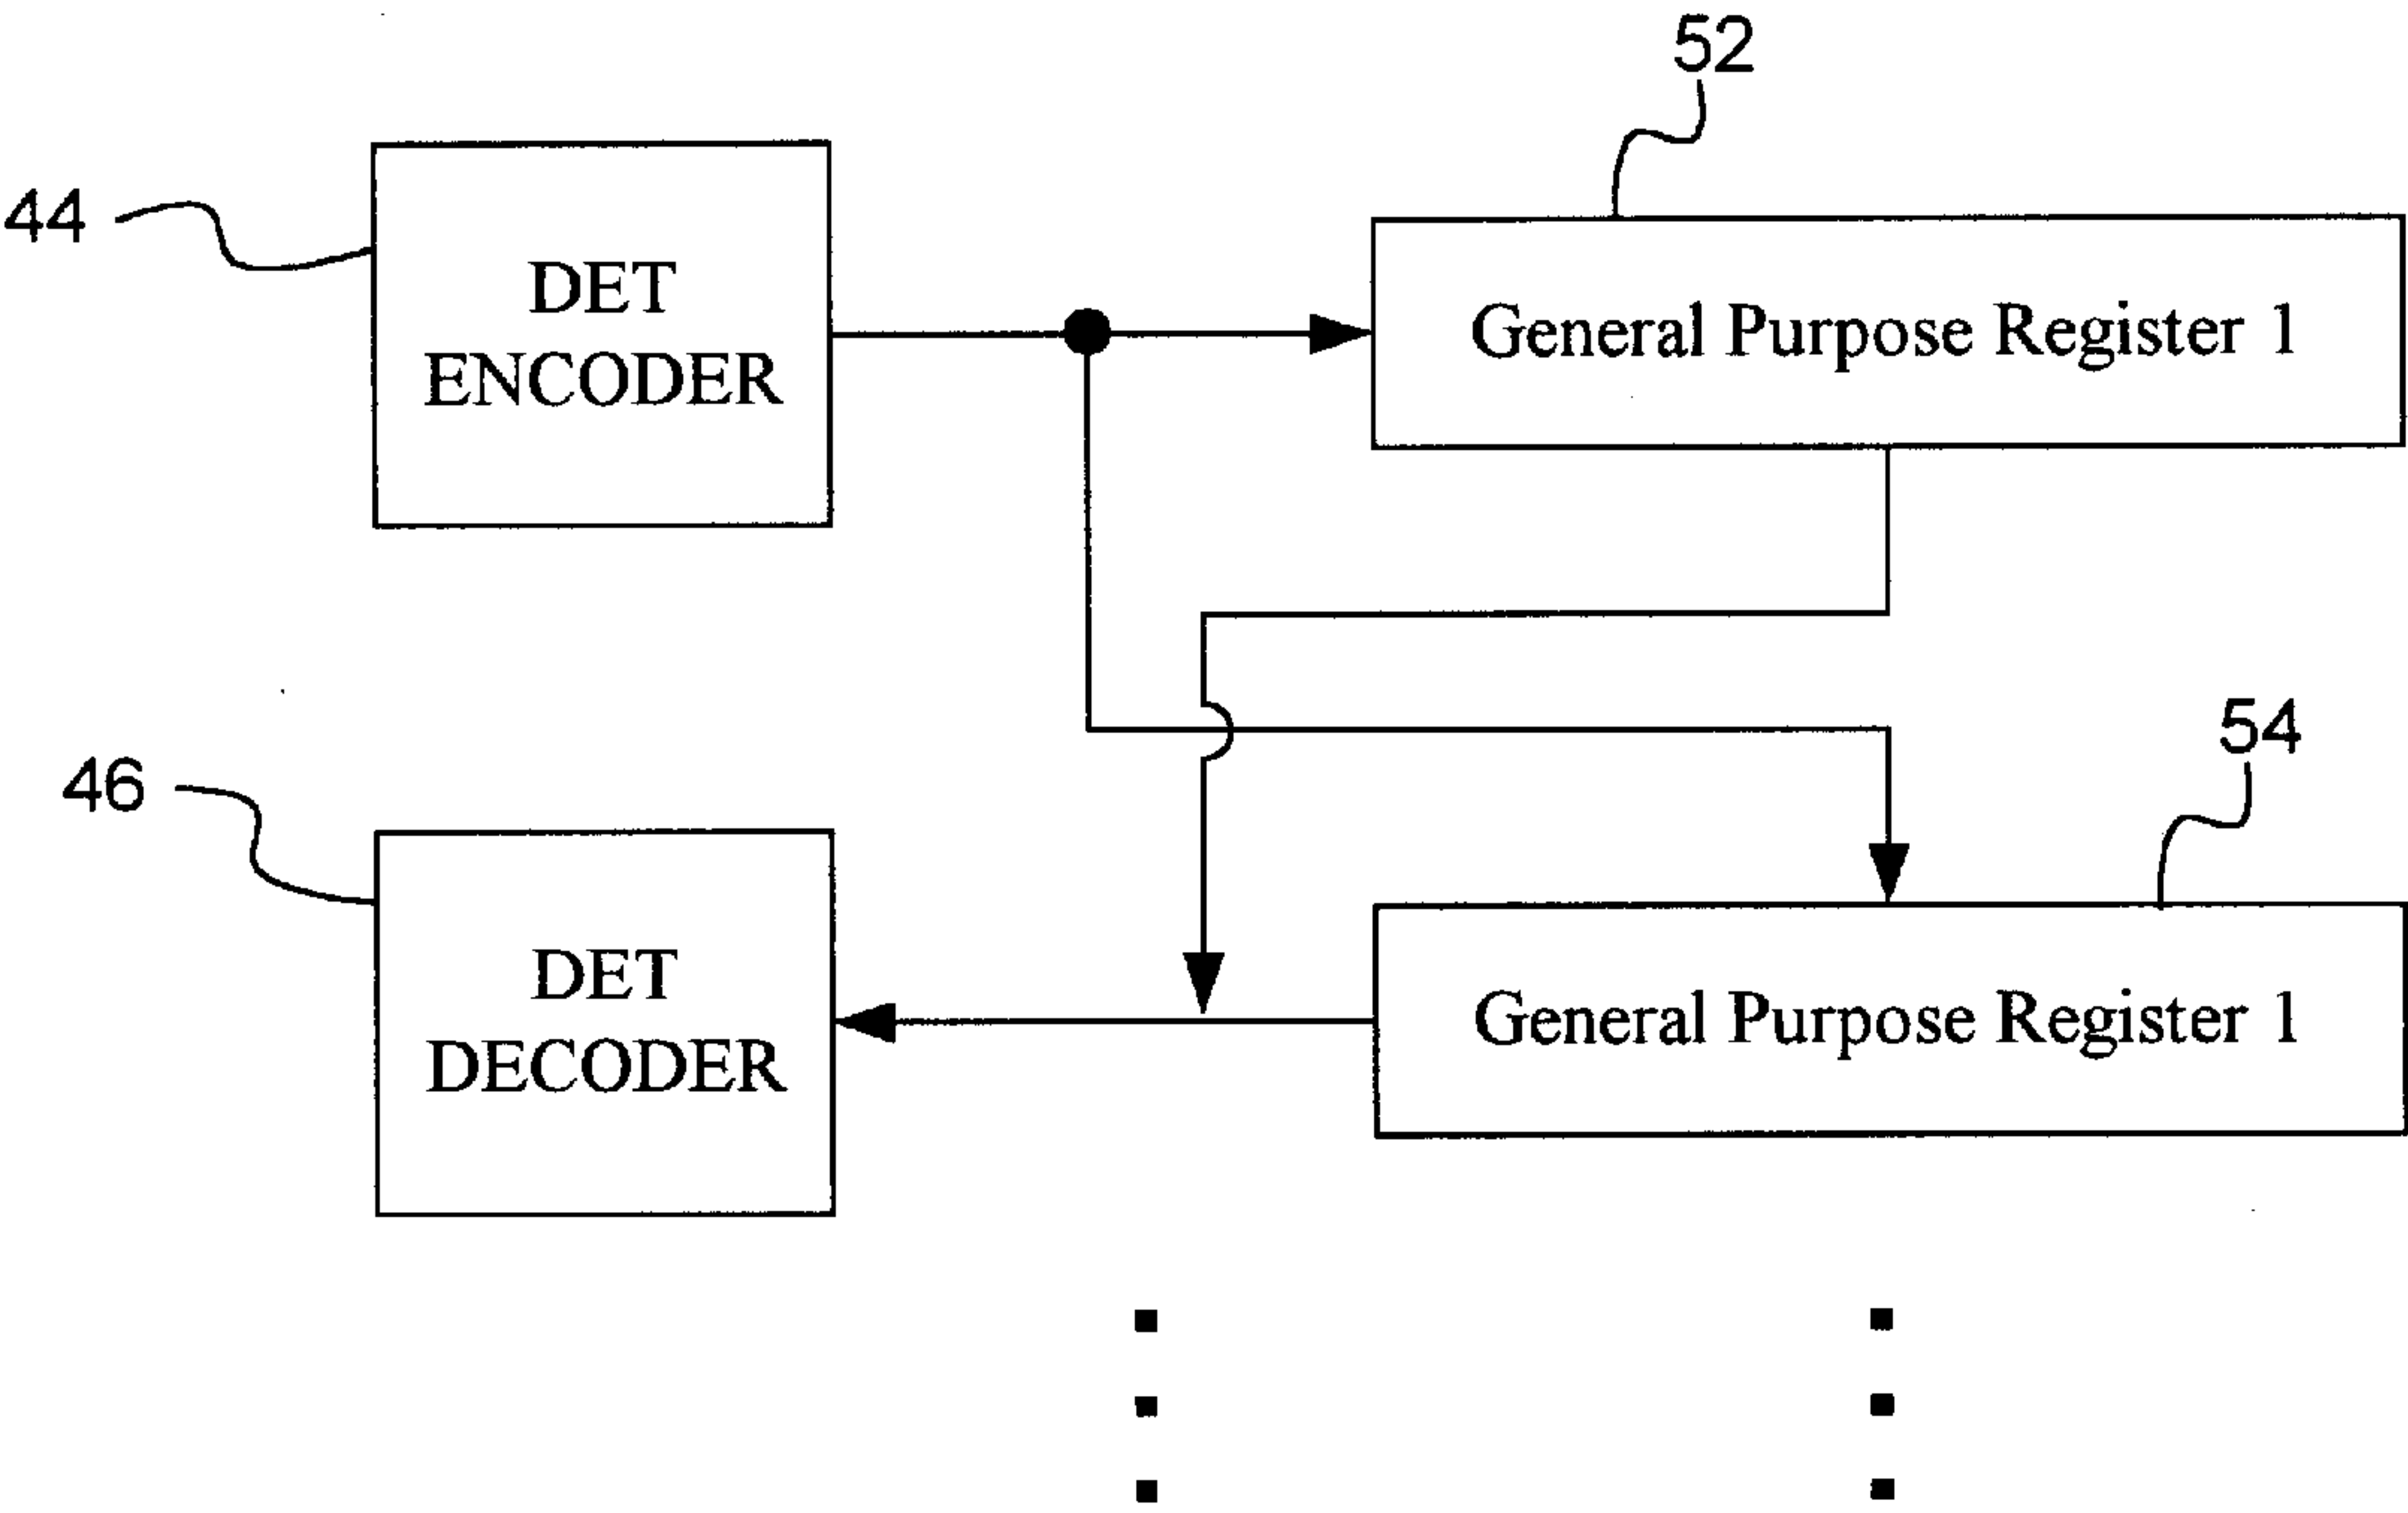 52
44
DET
ENCODER
General Purpose Register 1
54
46
DET
DECODER
General Purpose Register 1